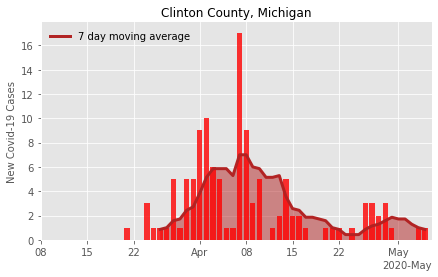 Clinton County, Michigan
7 day moving average
New Covid-19 Cases
16
14
12
10
8
6
4
2
0
08 15 22 Apr 08 15 22 May
2020-May